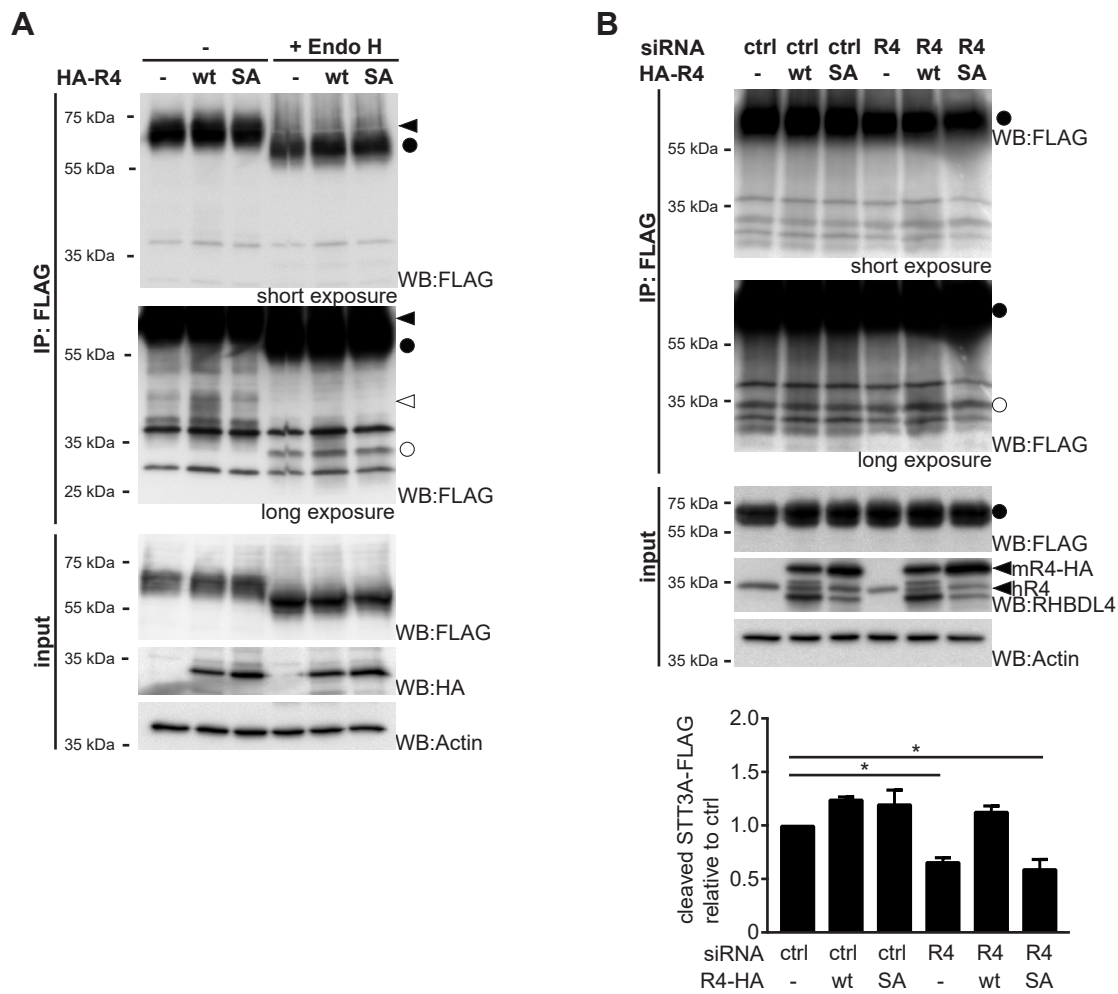 A
- + Endo H
HA-R4 - wt SA - wt SA
IP: FLAG
75 kDa
55 kDa
35 kDa
WB:FLAG
short exposure
55 kDa
35 kDa
25 kDa
WB:FLAG
long exposure
input
75 kDa
55 kDa
WB:FLAG
35 kDa
WB:HA
35 kDa
WB:Actin
B
siRNA ctrl ctrl ctrl R4 R4 R4
HA-R4 - wt SA - wt SA
IP: FLAG
WB:FLAG
55 kDa
35 kDa
short exposure
55 kDa
35 kDa
WB:FLAG
long exposure
input
75 kDa
55 kDa
WB:FLAG
mR4-HA
35 kDa
hR4
WB:RHBDL4
35 kDa
WB:Actin
cleaved STT3A-FLAG
relative to ctrl
2.0
1.5
1.0
0.5
0
*
*
siRNA ctrl ctrl ctrl R4 R4 R4
R4-HA - wt SA - wt SA